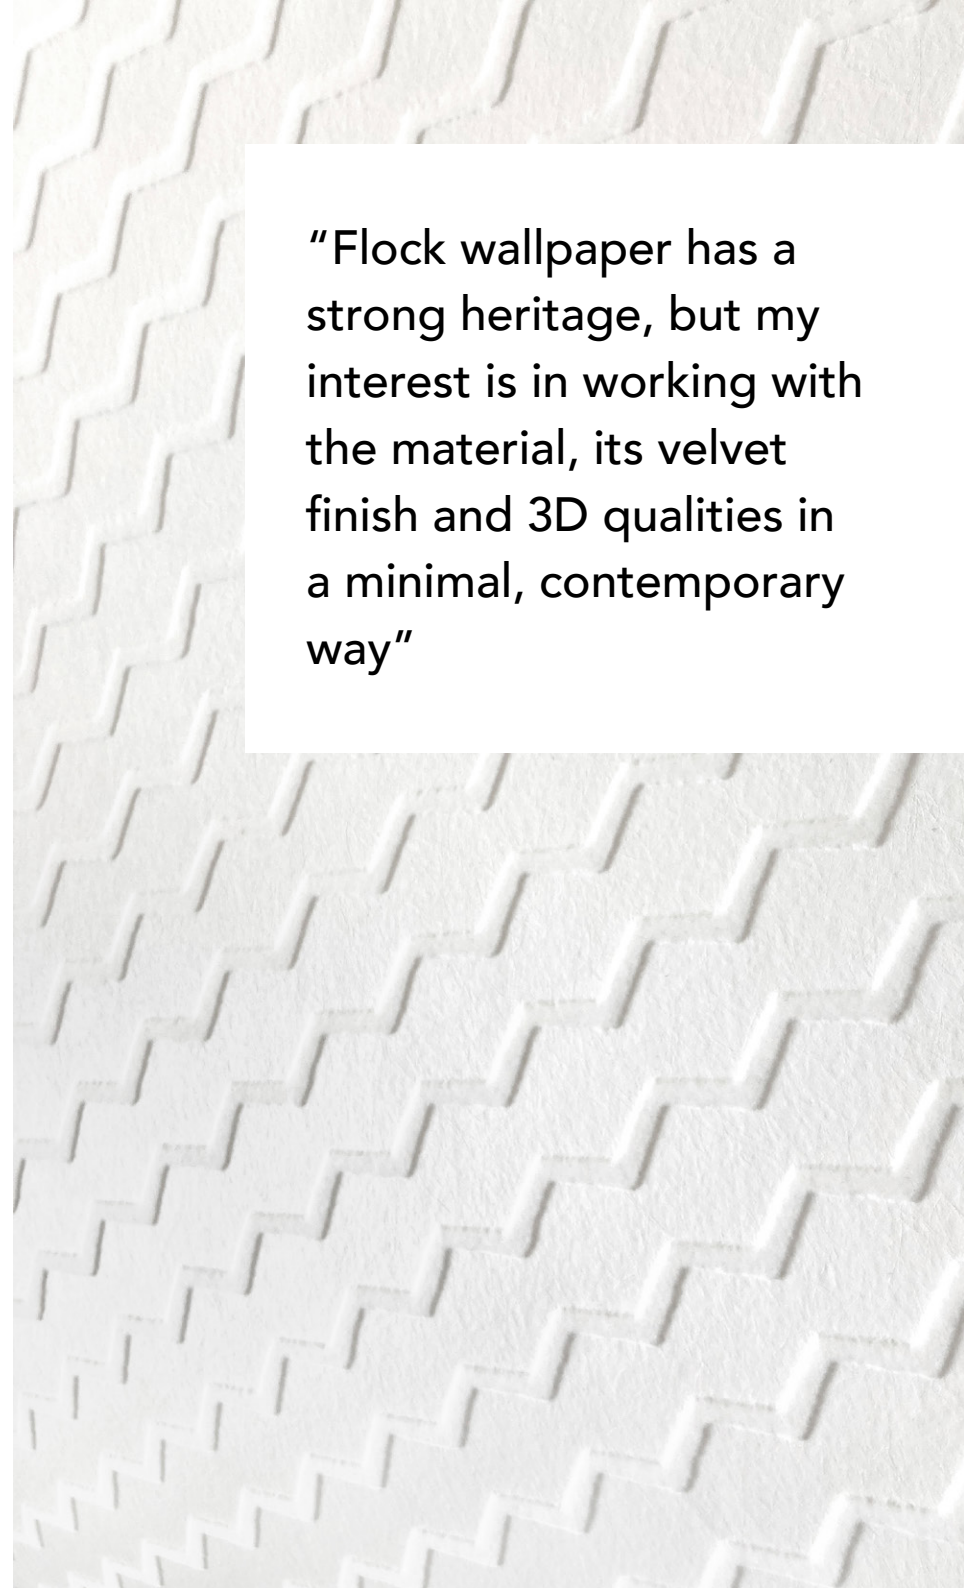 “Flock wallpaper has a
strong heritage, but my
interest is in working with
the material, its velvet
finish and 3D qualities in
a minimal, contemporary
way”